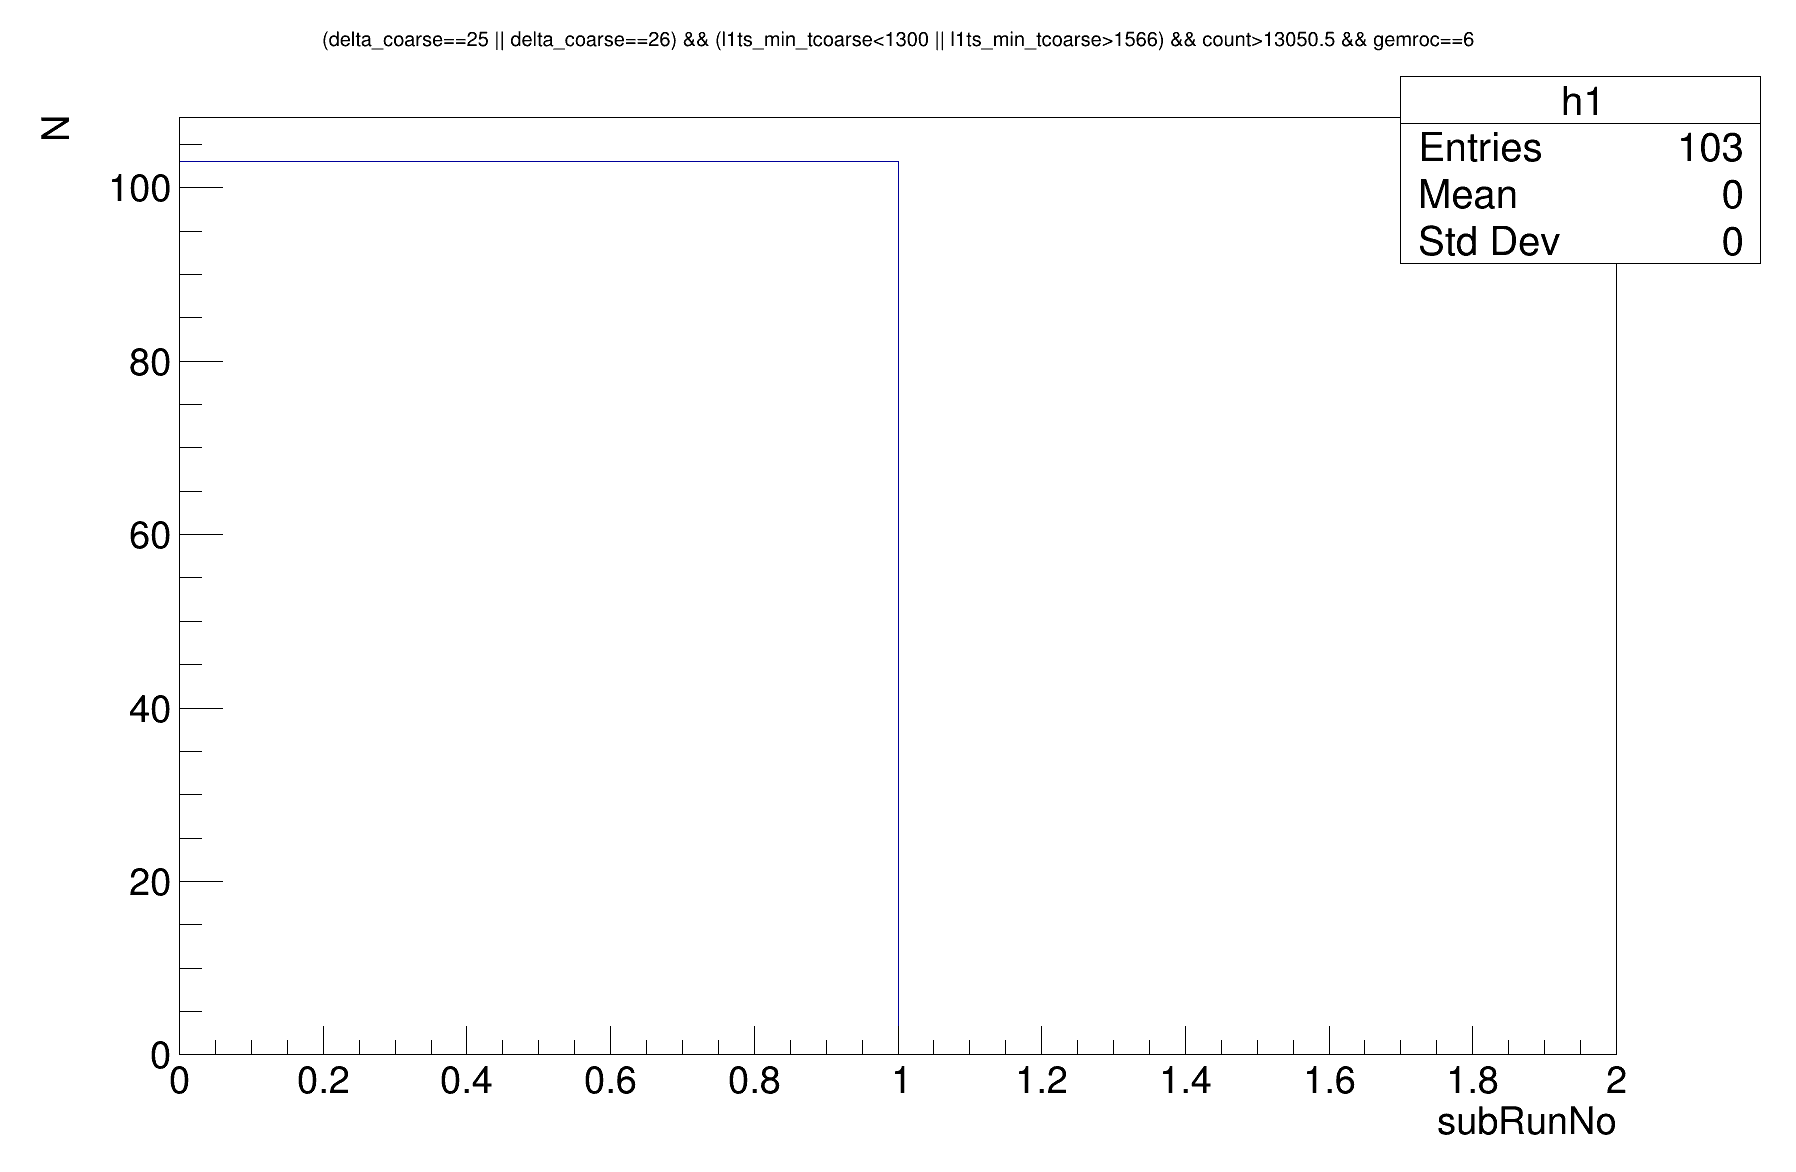 (delta_coarse==25 || delta_coarse==26) && (l1ts_min_tcoarse<1300 || l1ts_min_tcoarse>1566) && count>13050.5 && gemroc==6
h1
Entries 103
Mean 0
Std Dev 0
N
100
80
60
40
20
0
0 0.2 0.4 0.6 0.8 1 1.2 1.4 1.6 1.8 2
subRunNo